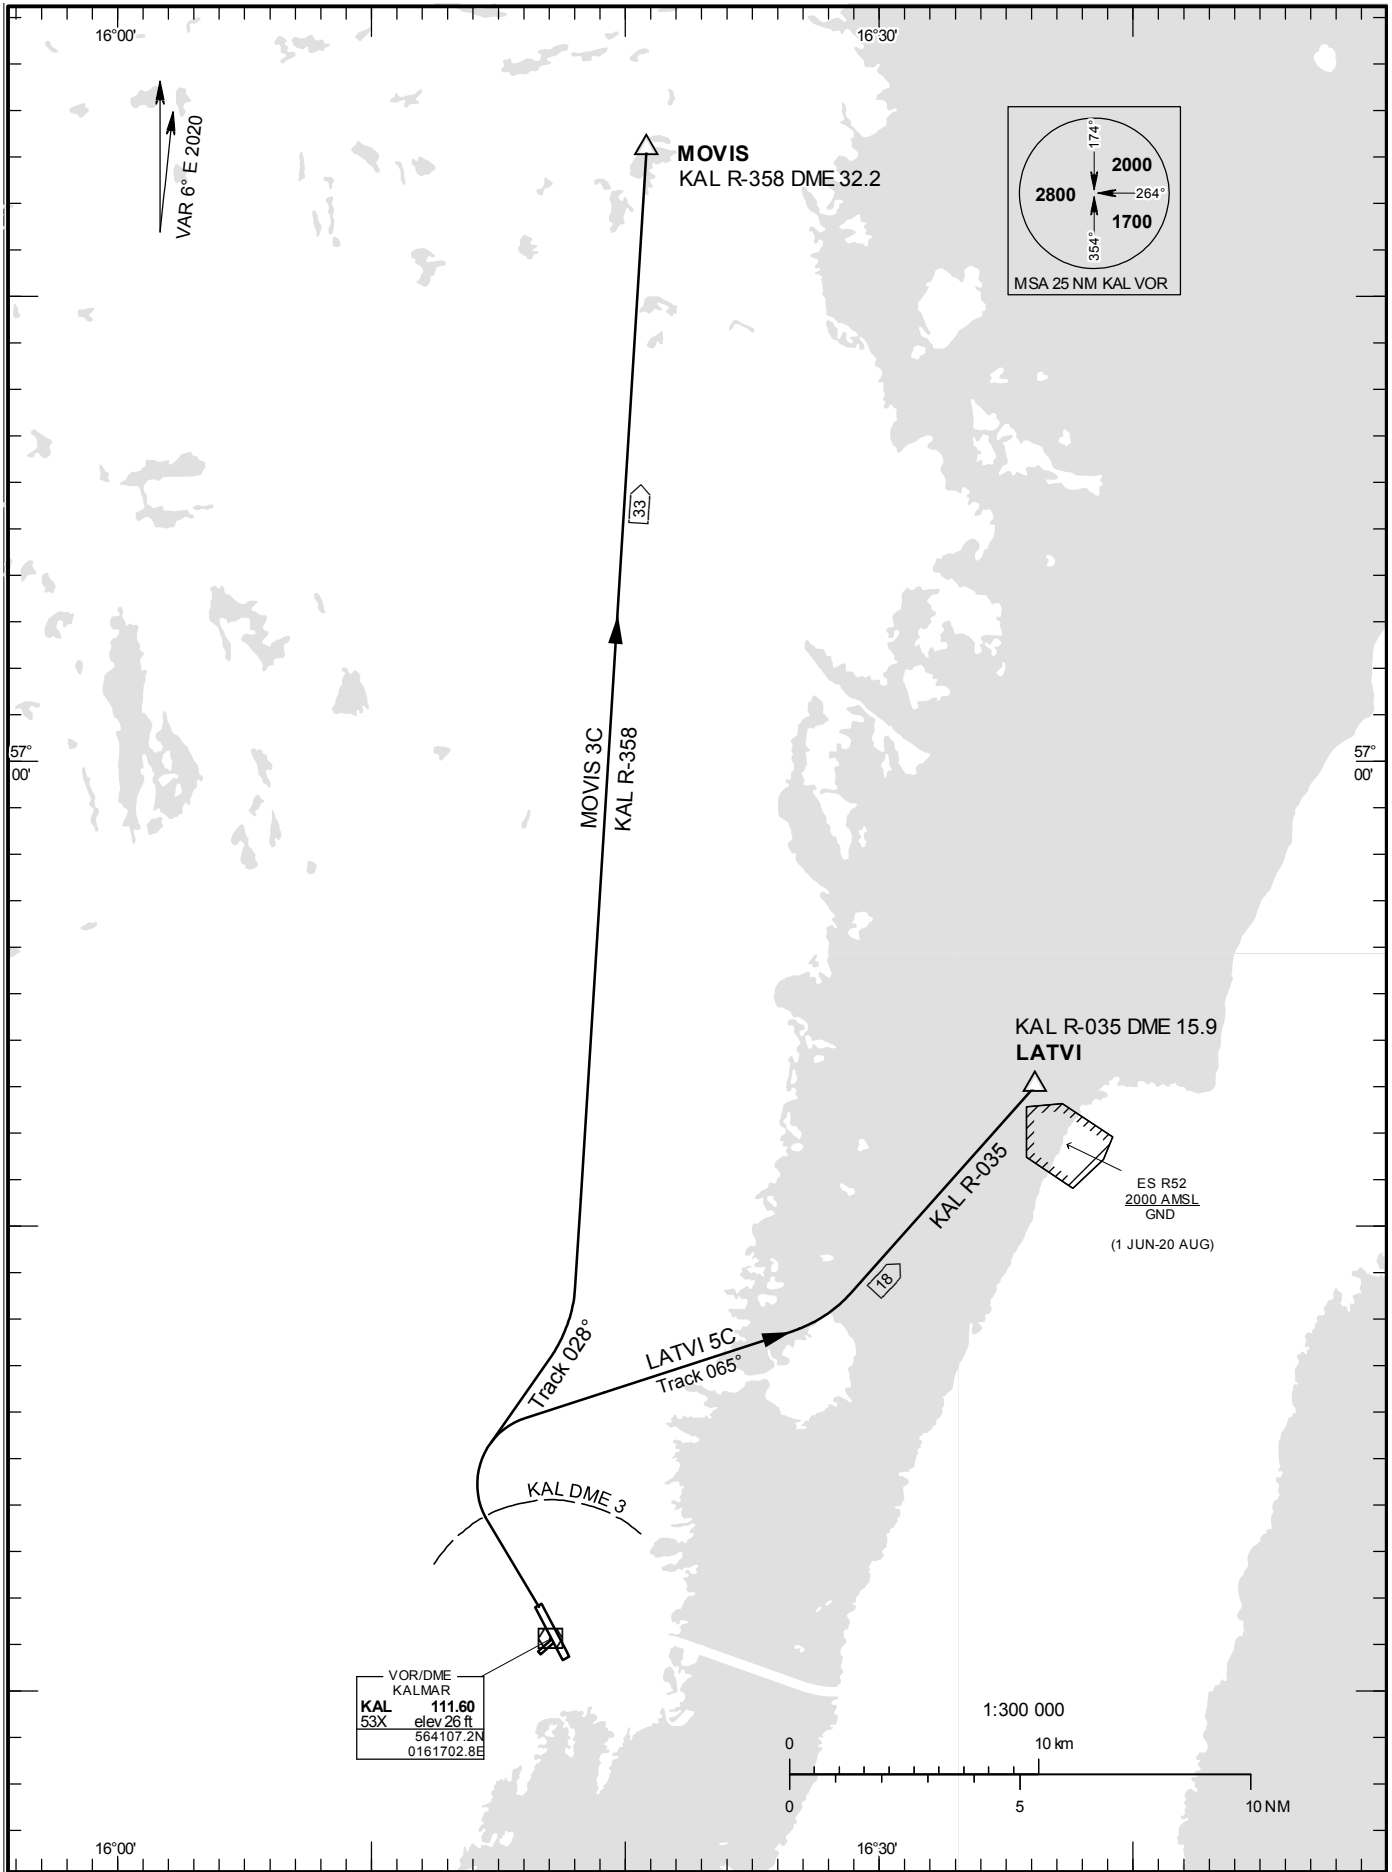 16°00'
16°30'
VAR 6° E 2020
MOVIS
KAL R-358 DME 32.2
174°
2000
2800
264°
1700
354°
MSA 25 NM KAL VOR
33
57°
00'
57°
00'
MOVIS 3C
KAL R-358
KAL R-035 DME 15.9
LATVI
KAL R-035
ES R52
2000 AMSL
GND
(1 JUN-20 AUG)
18
Track 028°
LATVI 5C
Track 065°
KAL DME 3
VOR/DME
KALMAR
KAL 111.60
53X elev 26 ft
564107.2N
0161702.8E
1:300 000
0 10 km
0 5 10 NM
16°00'
16°30'